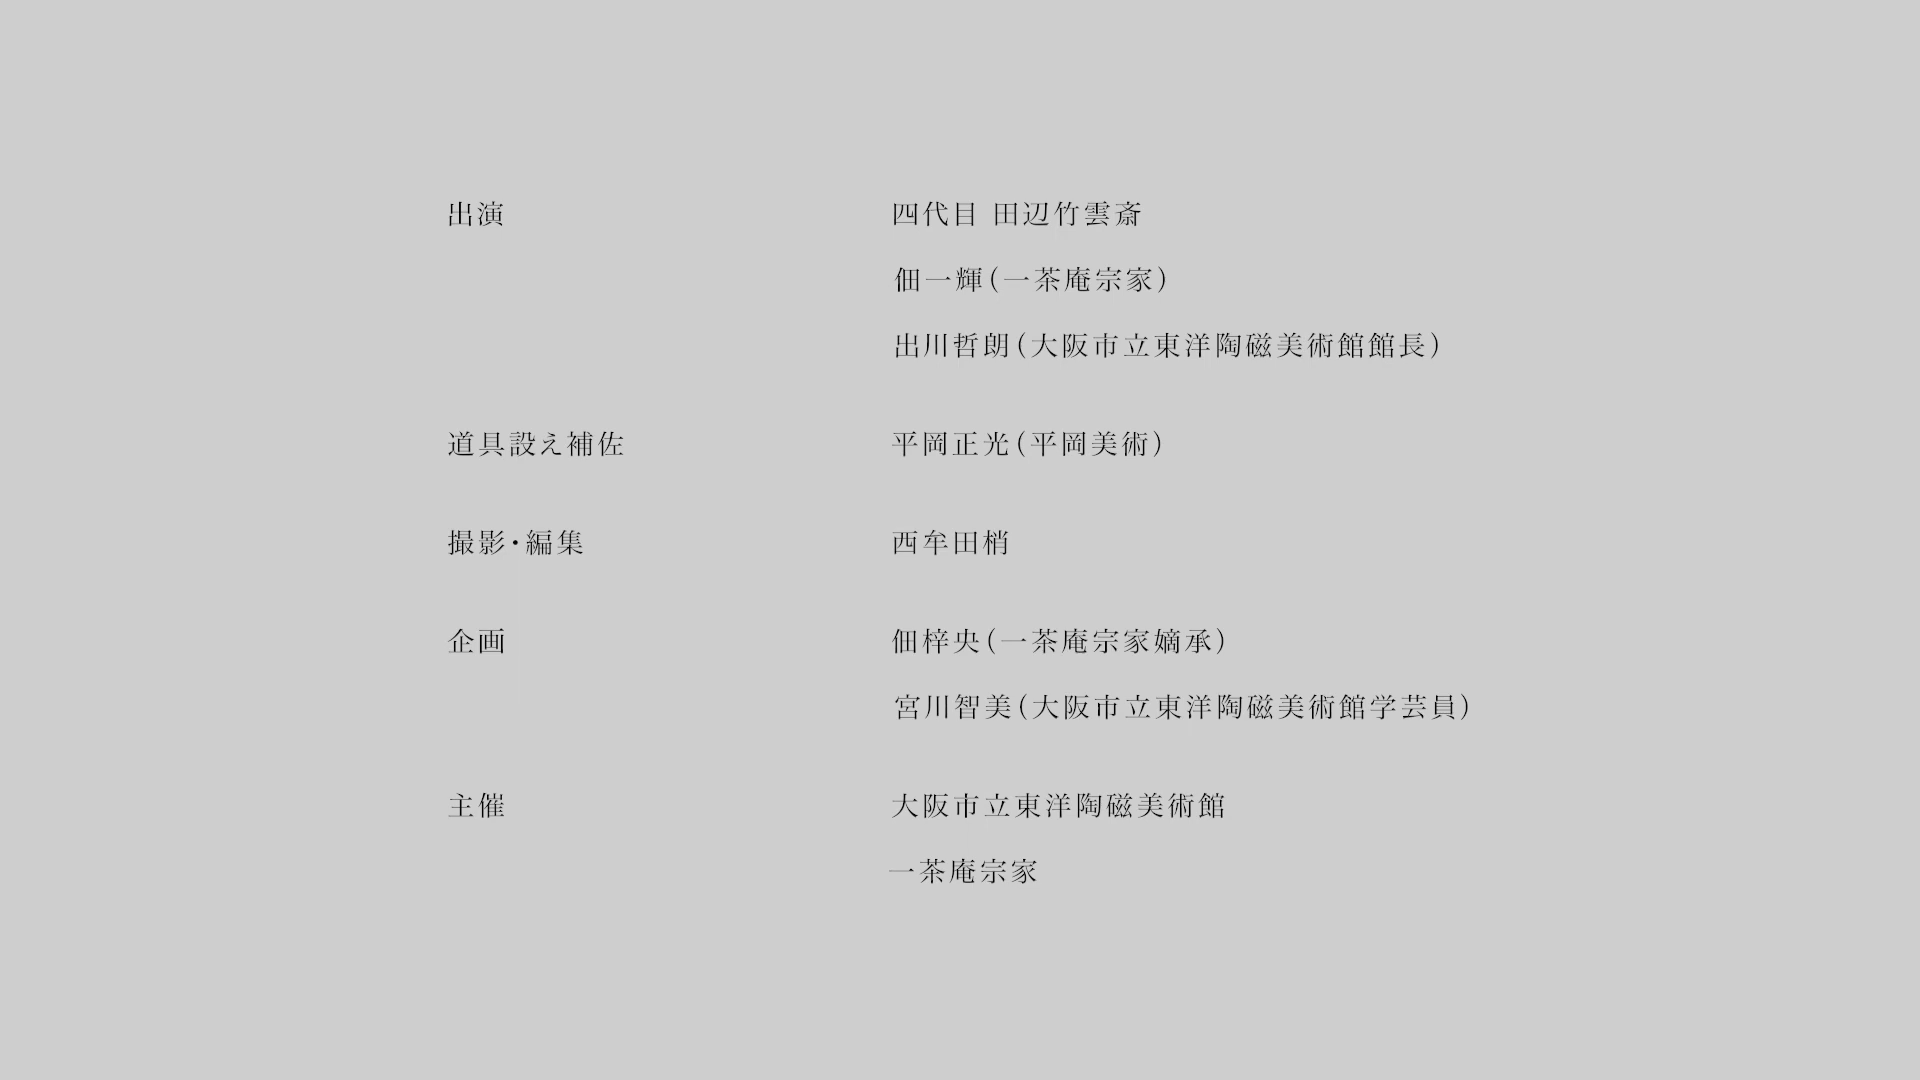 出演 四代目 田辺竹雲斎
佃一輝(一茶庵宗家)
出川哲朗(大阪市立東洋陶磁美術館館長)
道具設え補佐 平岡正光(平岡美術)
撮影・編集 西牟田梢
企画 佃梓央(一茶庵宗家嫡承)
宮川智美(大阪市立東洋陶磁美術館学芸員)
主催 大阪市立東洋陶磁美術館
一茶庵宗家